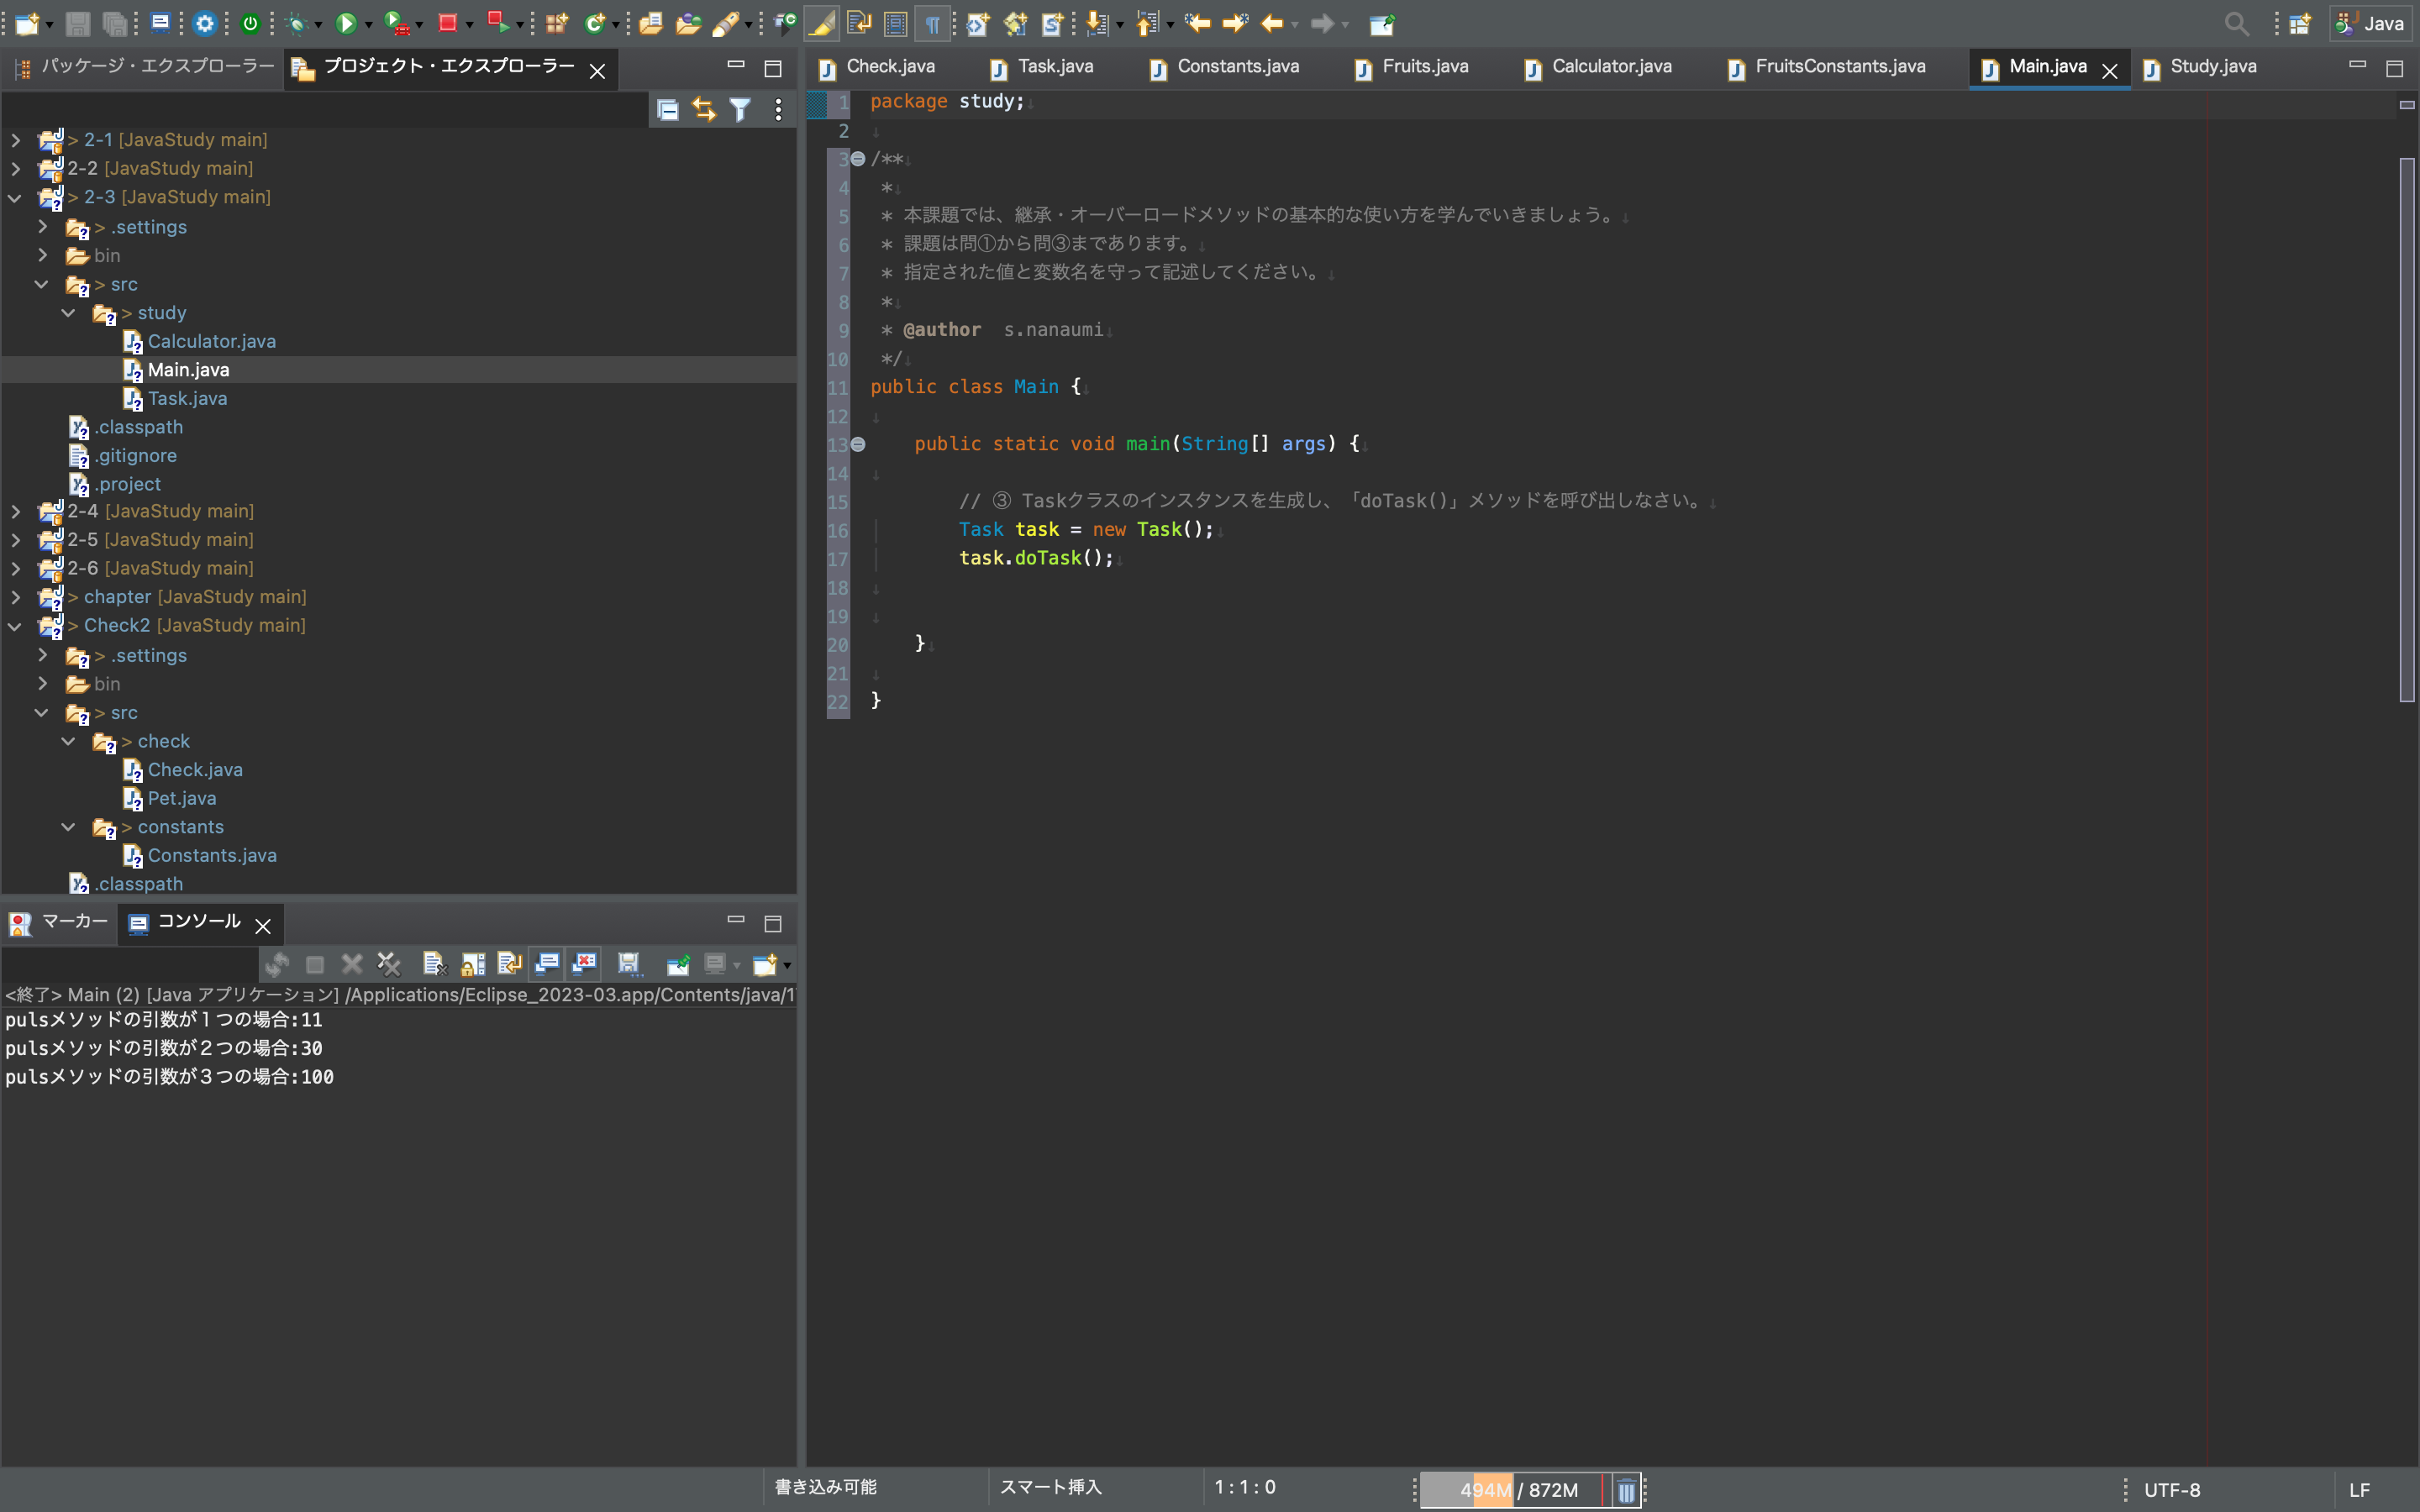 Java
パッケージ・エクスプローラー
プロジェクト・エクスプローラー
> 2-1 [JavaStudy main]
2-2 [JavaStudy main]
> 2-3 [JavaStudy main]
> .settings
bin
> src
> study
Calculator.java
Main.java
Task.java
.classpath
.gitignore
.project
2-4 [JavaStudy main]
2-5 [JavaStudy main]
2-6 [JavaStudy main]
> chapter [JavaStudy main]
> Check2 [JavaStudy main]
> .settings
bin
> src
> check
Check.java
Pet.java
> constants
Constants.java
.classpath
マーカー
コンソール
<終了> Main (2) [Java アプリケーション] /Applications/Eclipse_2023-03.app/Contents/java/1
pulsメソッドの引数が１つの場合:11
pulsメソッドの引数が２つの場合:30
pulsメソッドの引数が３つの場合:100
Check.java
Task.java
Constants.java
Fruits.java
Calculator.java
FruitsConstants.java
Main.java
Study.java
1 package study;
2
3 /**
4 *
5 * 本課題では、継承・オーバーロードメソッドの基本的な使い方を学んでいきましょう。
6 * 課題は問①から問③まであります。
7 * 指定された値と変数名を守って記述してください。
8 *
9 * @author s.nanaumi
10 */
11 public class Main {
12
13 public static void main(String[] args) {
14
15 // ③ Taskクラスのインスタンスを生成し、「doTask()」メソッドを呼び出しなさい。
16 Task task = new Task();
17 task.doTask();
18
19
20 }
21
22 }
書き込み可能
スマート挿入
1 : 1 : 0
494M / 872M
UTF-8
LF